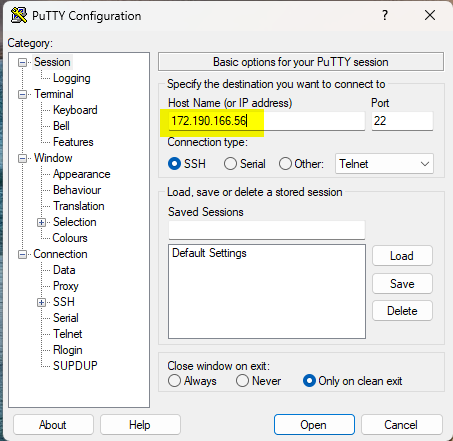 PuTTY Configuration
?
Category:
Session
Logging
Terminal
Keyboard
Bell
Features
Window
Appearance
Behaviour
Translation
Selection
Colours
Connection
Data
Proxy
SSH
Serial
Telnet
Rlogin
SUPDUP
Basic options for your PuTTY session
Specify the destination you want to connect to
Host Name (or IP address) Port
172.190.166.56 22
Connection type:
SSH Serial Other: Telnet
Load, save or delete a stored session
Saved Sessions
Default Settings
Load
Save
Delete
Close window on exit:
Always Never Only on clean exit
About Help Open Cancel